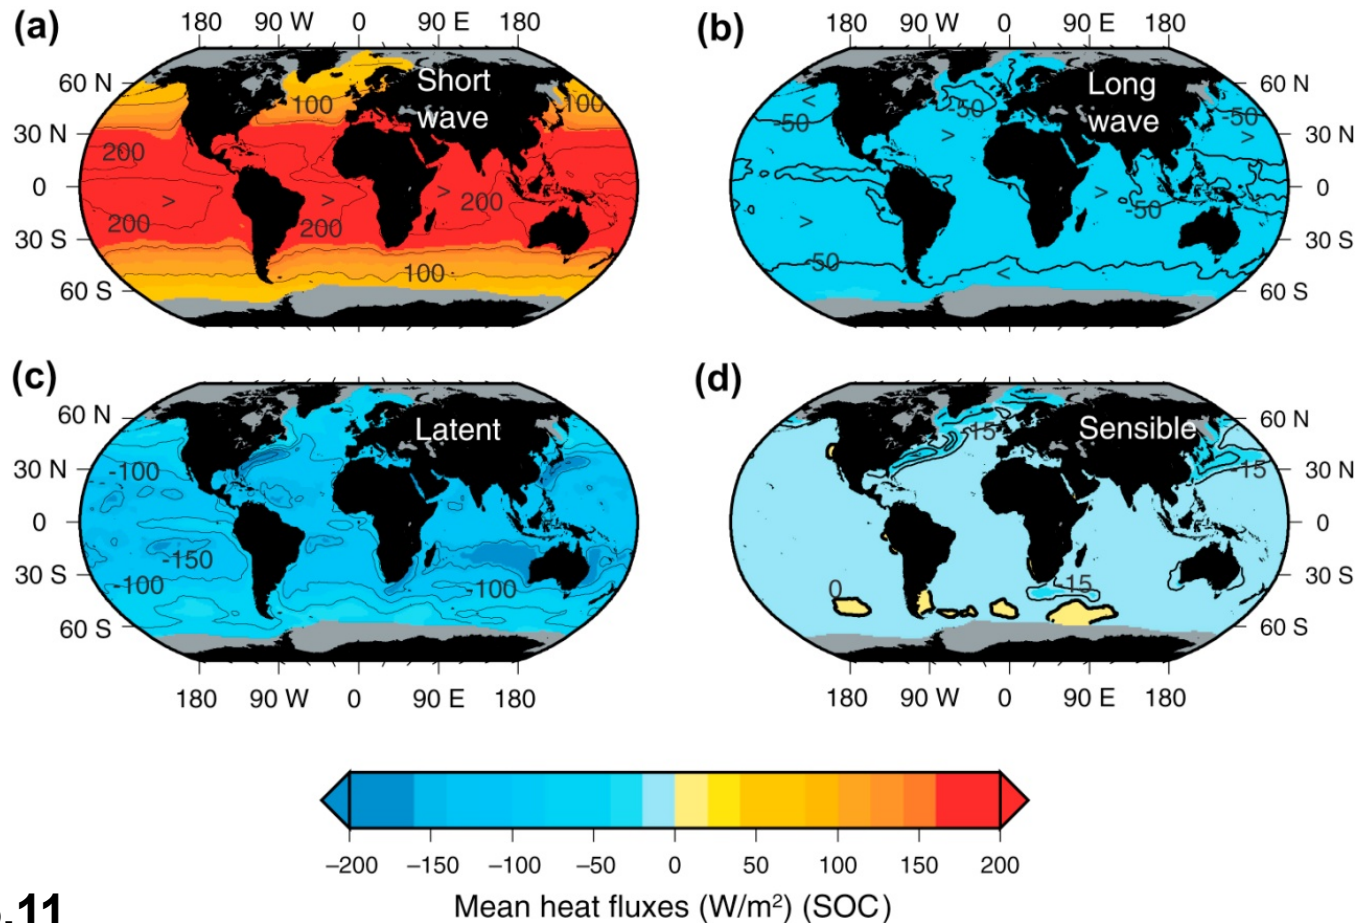 (a)
180 90 W 0 90 E 180
60 N
30 N
0
30 S
60 S
Short
wave
100
100
200
>
>
>
200
200
200
100
(b)
180 90 W 0 90 E 180
Long
wave
<
-50
-50
-50
>
>
>
>
-50
-50
<
60 N
30 N
0
30 S
60 S
(c)
60 N
30 N
0
30 S
60 S
Latent
-100
-150
-100
-100
180 90 W 0 90 E 180
(d)
Sensible
-15
-15
0
-15
60 N
30 N
0
30 S
60 S
180 90 W 0 90 E 180
−200 −150 −100 −50 0 50 100 150 200
Mean heat fluxes (W/m²) (SOC)
.11